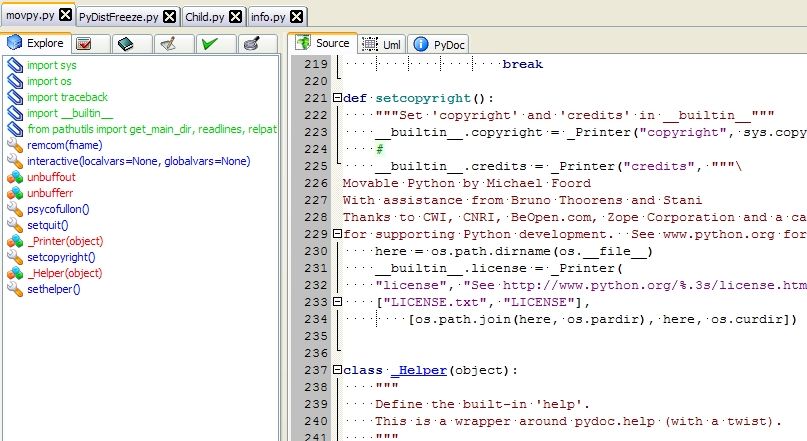 movpy.py PyDistFreeze.py Child.py info.py
Explore Source Uml PyDoc
import sys
import os
import traceback
import __builtin__
from pathutils import get_main_dir, readlines, relpat
remcom(fname)
interactive(localvars=None, globalvars=None)
unbuffout
unbufferr
psycofullon()
setquit()
_Printer(object)
setcopyright()
_Helper(object)
sethelper()
219 break
220
221 def setcopyright():
222 """Set 'copyright' and 'credits' in __builtin__"""
223 __builtin__.copyright = _Printer("copyright", sys.copy
224 #
225 __builtin__.credits = _Printer("credits", """\
226 Movable Python by Michael Foord
227 With assistance from Bruno Thoorens and Stani
228 Thanks to CWI, CNRI, BeOpen.com, Zope Corporation and a ca
229 for supporting Python development. See www.python.org for
230 here = os.path.dirname(os.__file__)
231 __builtin__.license = _Printer(
232 "license", "See http://www.python.org/%.3s/license.htm
233 ["LICENSE.txt", "LICENSE"],
234 [os.path.join(here, os.pardir), here, os.curdir])
235
236
237 class _Helper(object):
238 """
239 Define the built-in 'help'.
240 This is a wrapper around pydoc.help (with a twist).
241 """